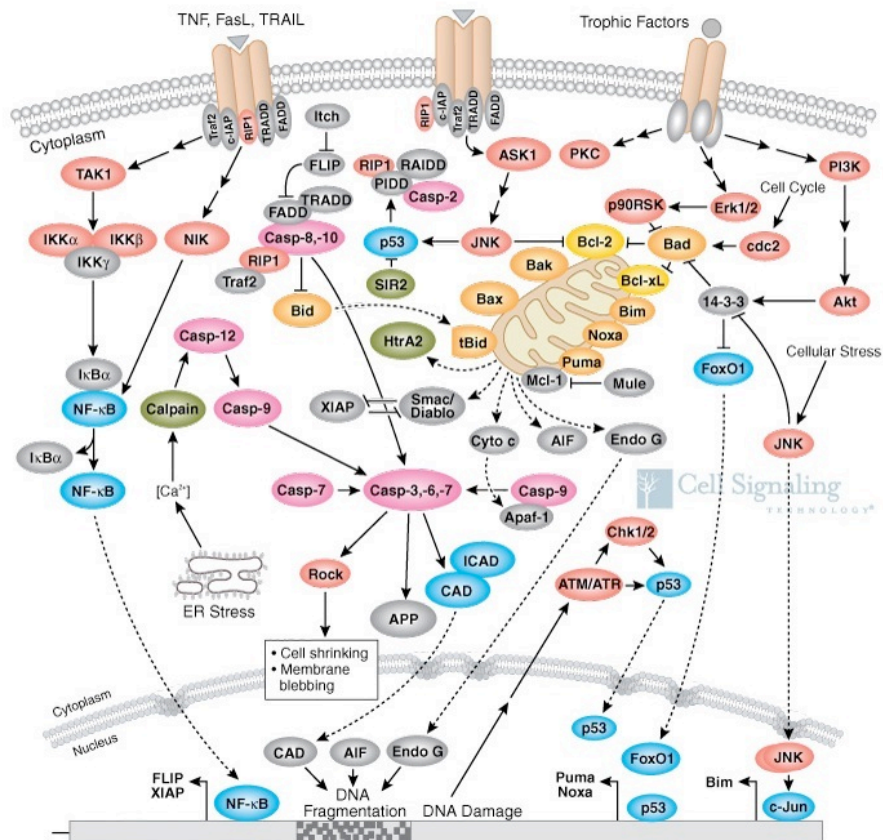 TNF, FasL, TRAIL
Trophic Factors
Traf2
c-IAP
RIP1
TRADD
FADD
RIP1
c-IAP
Traf2
TRADD
FADD
Cytoplasm
Itch
FLIP
TRADD
FADD
Casp-8,-10
RIP1
Traf2
RIP1
RAIDD
PIDD
Casp-2
ASK1
PKC
PI3K
Cell Cycle
TAK1
p90RSK
Erk1/2
IKKα
IKKβ
IKKγ
NIK
p53
JNK
Bcl-2
Bad
cdc2
SIR2
Bak
Bcl-xL
Bax
Bim
14-3-3
Akt
Bid
tBid
Noxa
Puma
HtrA2
Casp-12
Mcl-1
Mule
FoxO1
Cellular Stress
IκBα
NF-κB
Calpain
Casp-9
XIAP
Smac/
Diablo
Cyto c
AIF
Endo G
JNK
IκBα
NF-κB
[Ca²⁺]
Casp-7
Casp-3,-6,-7
Casp-9
Apaf-1
Cell Signaling
TECHNOLOGY®
ER Stress
Rock
APP
ICAD
CAD
Chk1/2
ATM/ATR
p53
• Cell shrinking
• Membrane
blebbing
Cytoplasm
Nucleus
CAD
AIF
Endo G
p53
FoxO1
JNK
FLIP
XIAP
NF-κB
DNA
Fragmentation
DNA Damage
Puma
Noxa
p53
Bim
c-Jun